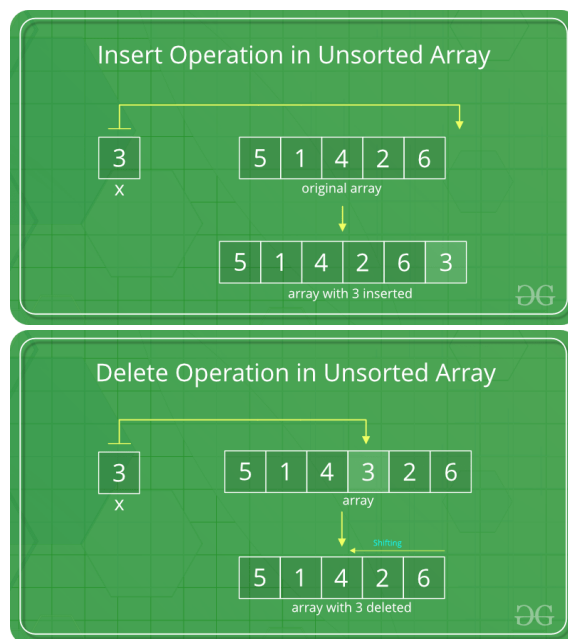 Insert Operation in Unsorted Array
3 5 1 4 2 6
x original array
5 1 4 2 6 3
array with 3 inserted
Delete Operation in Unsorted Array
3 5 1 4 3 2 6
x array
Shifting
5 1 4 2 6
array with 3 deleted